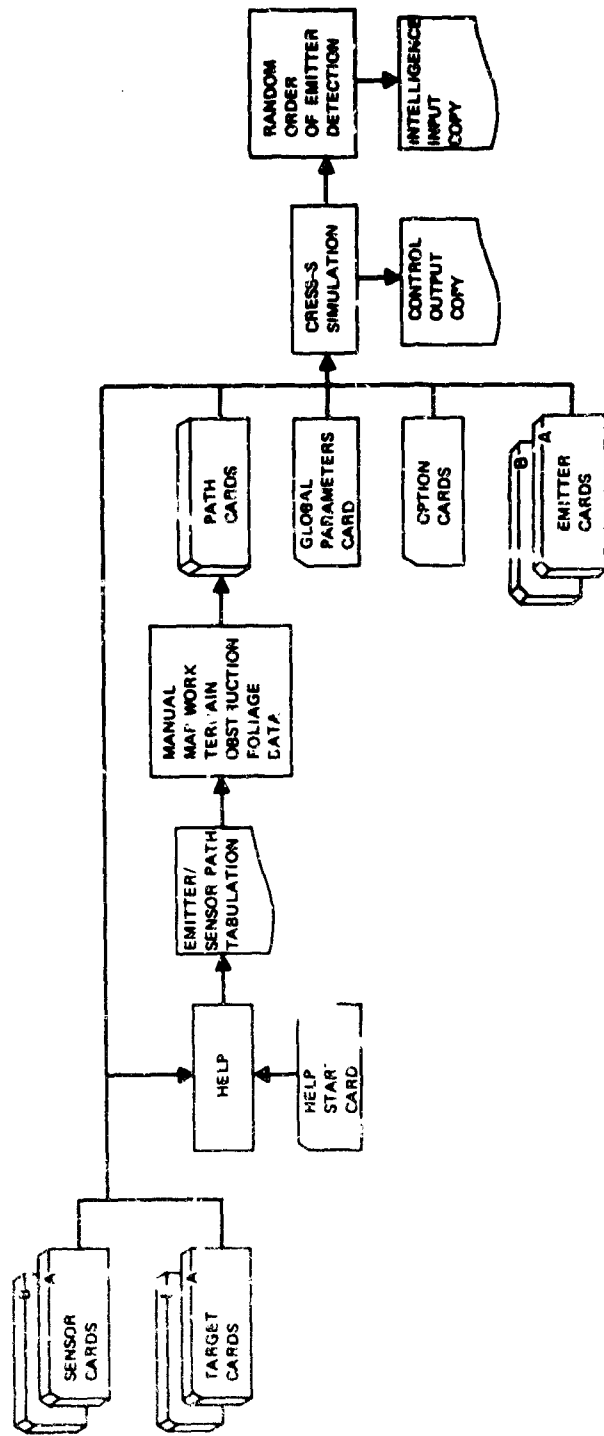 SENSOR
CARDS
A
TARGET
CARDS
A
HELP
HELP
CARD
EMITTER/
SENSOR PATH
TABULATION
MANUAL
MAP WORK
TERRAIN
OBSTRUCTION
FOLIAGE
DATA
PATH
CARDS
GLOBAL
PARAMETERS
CARD
OPTION
CARDS
B
A
EMITTER
CARDS
CRESS-S
SIMULATION
CONTROL
OUTPUT
COPY
RANDOM
ORDER
OF EMITTER
DETECTION
INTELLIGENCE
INPUT
COPY